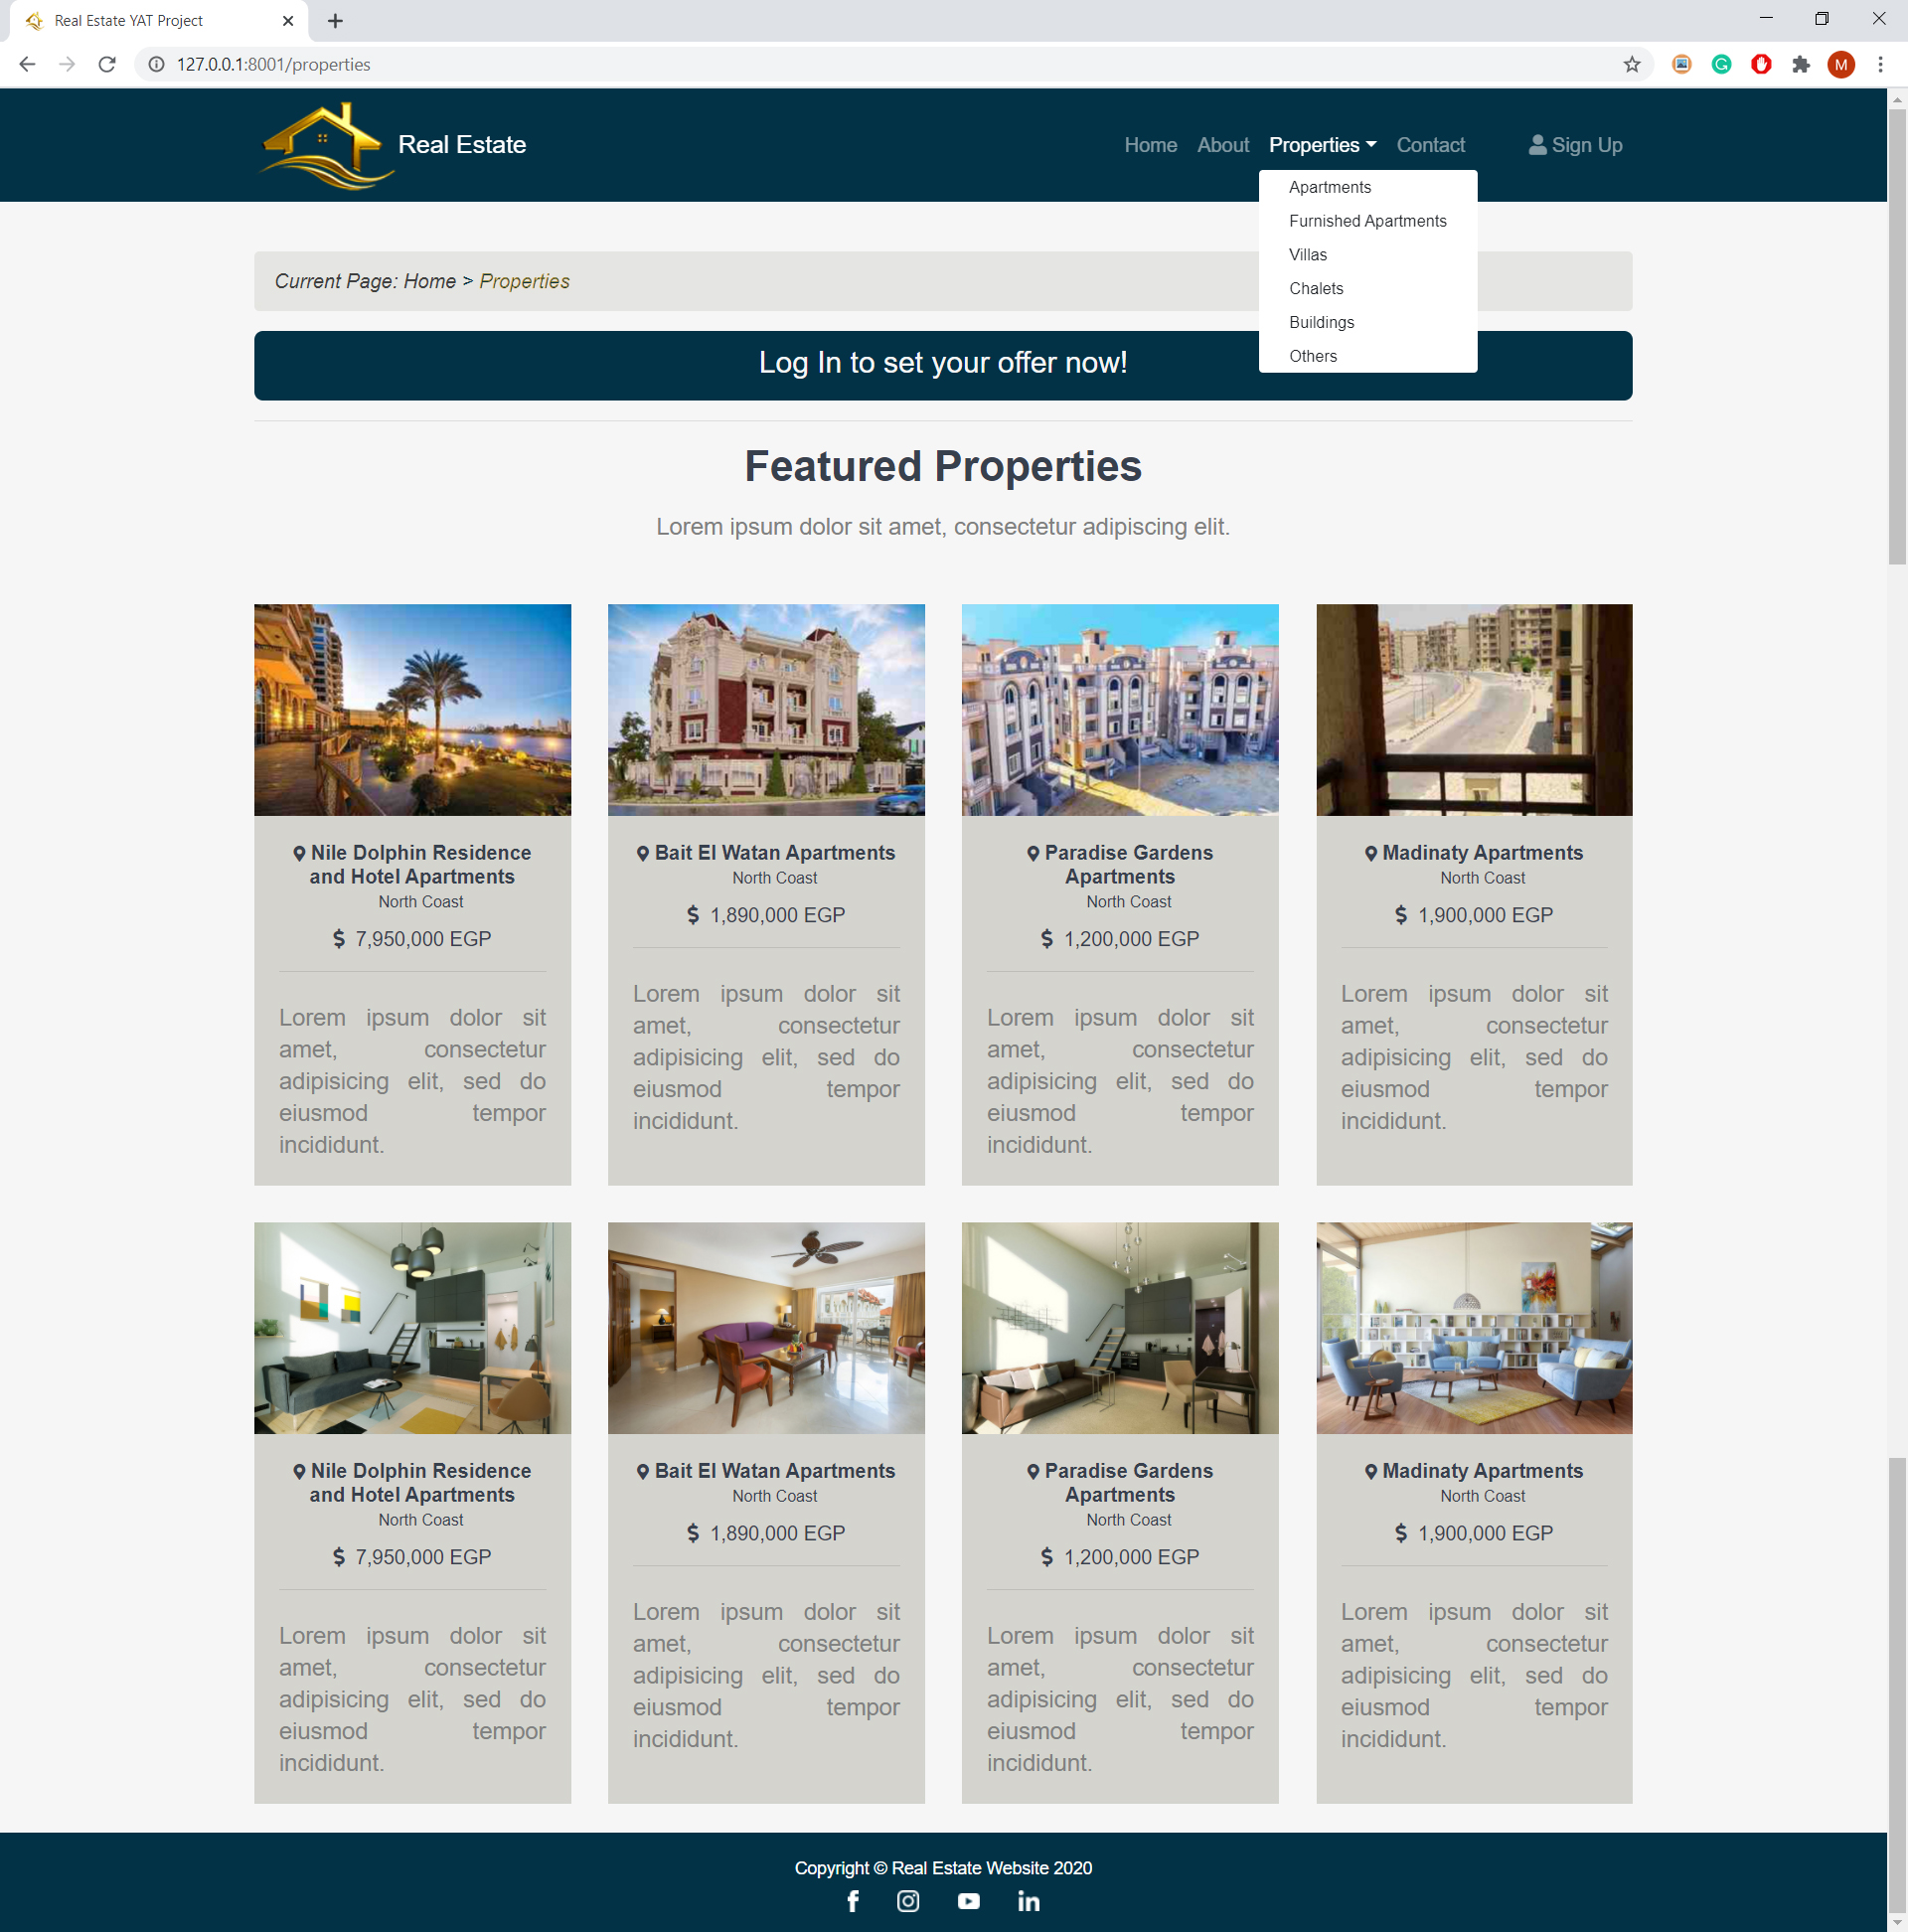 Real Estate YAT Project
127.0.0.1:8001/properties
M
Real Estate
Home
About
Properties
Contact
Sign Up
Apartments
Furnished Apartments
Villas
Chalets
Buildings
Others
Current Page: Home > Properties
Log In to set your offer now!
Featured Properties
Lorem ipsum dolor sit amet, consectetur adipiscing elit.
Nile Dolphin Residence
and Hotel Apartments
North Coast
$ 7,950,000 EGP
Lorem ipsum dolor sit
amet, consectetur
adipisicing elit, sed do
eiusmod tempor
incididunt.
Bait El Watan Apartments
North Coast
$ 1,890,000 EGP
Lorem ipsum dolor sit
amet, consectetur
adipisicing elit, sed do
eiusmod tempor
incididunt.
Paradise Gardens
Apartments
North Coast
$ 1,200,000 EGP
Lorem ipsum dolor sit
amet, consectetur
adipisicing elit, sed do
eiusmod tempor
incididunt.
Madinaty Apartments
North Coast
$ 1,900,000 EGP
Lorem ipsum dolor sit
amet, consectetur
adipisicing elit, sed do
eiusmod tempor
incididunt.
Nile Dolphin Residence
and Hotel Apartments
North Coast
$ 7,950,000 EGP
Lorem ipsum dolor sit
amet, consectetur
adipisicing elit, sed do
eiusmod tempor
incididunt.
Bait El Watan Apartments
North Coast
$ 1,890,000 EGP
Lorem ipsum dolor sit
amet, consectetur
adipisicing elit, sed do
eiusmod tempor
incididunt.
Paradise Gardens
Apartments
North Coast
$ 1,200,000 EGP
Lorem ipsum dolor sit
amet, consectetur
adipisicing elit, sed do
eiusmod tempor
incididunt.
Madinaty Apartments
North Coast
$ 1,900,000 EGP
Lorem ipsum dolor sit
amet, consectetur
adipisicing elit, sed do
eiusmod tempor
incididunt.
Copyright © Real Estate Website 2020